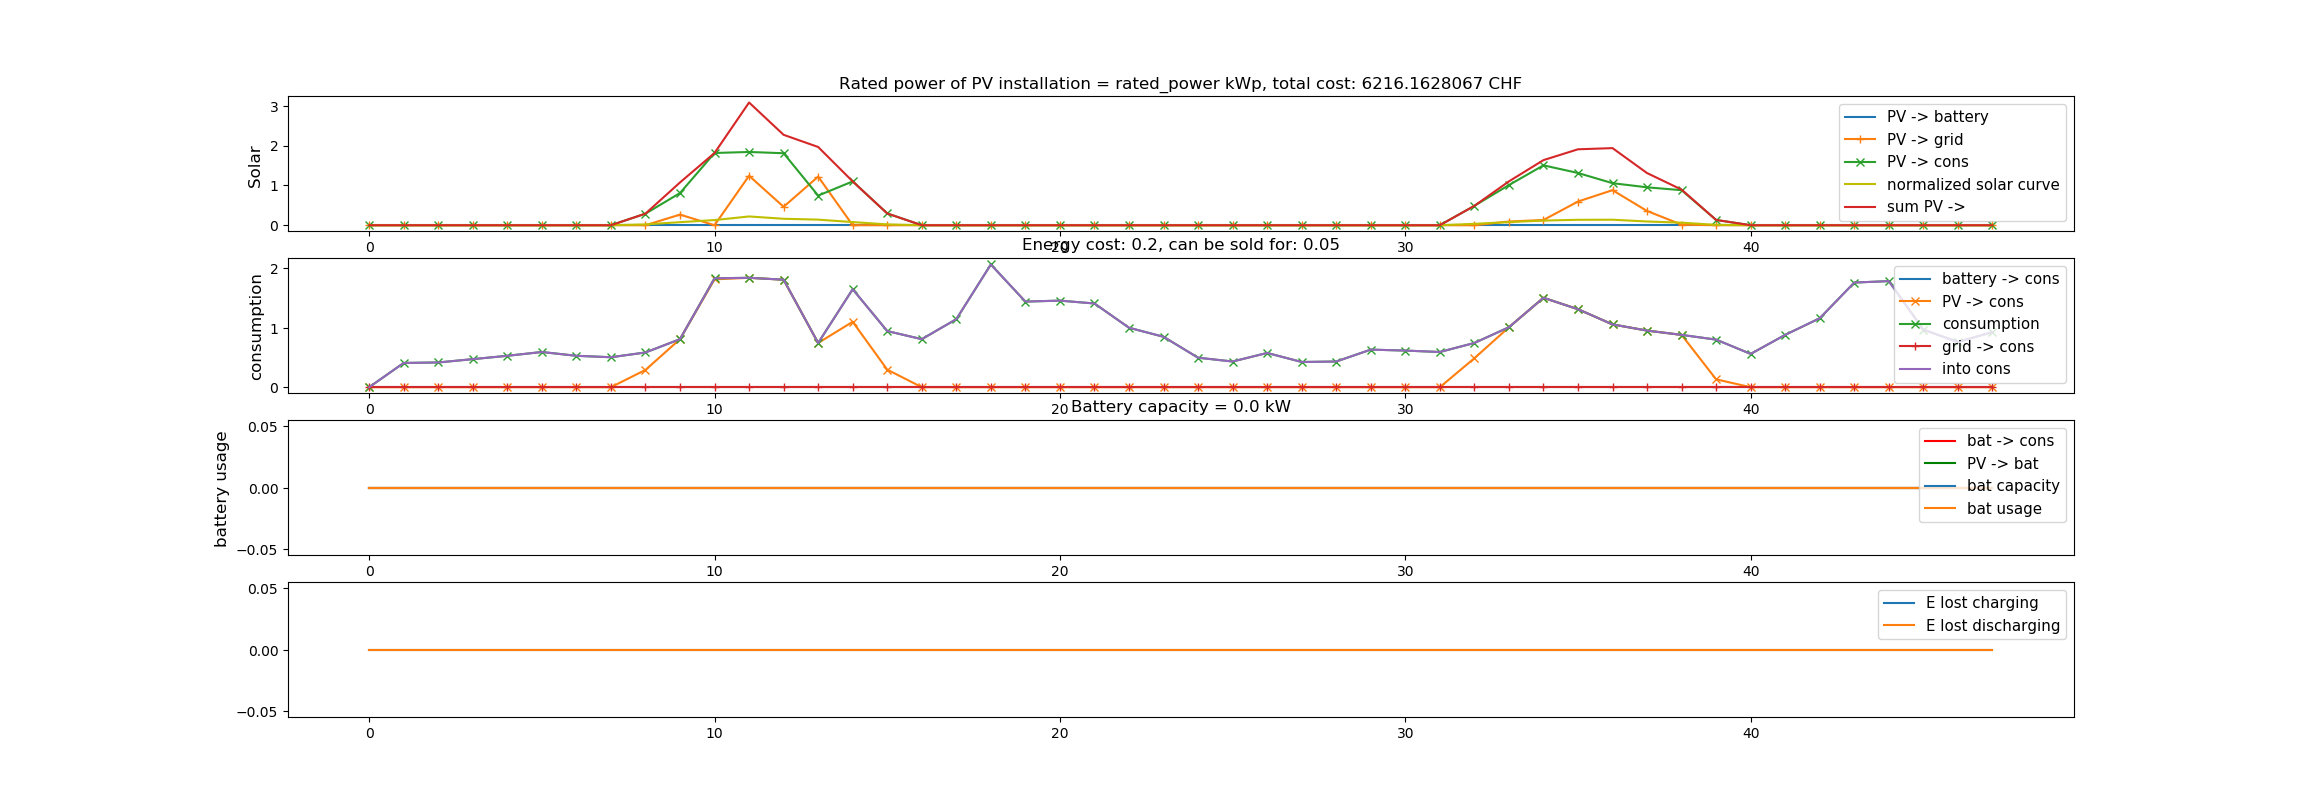 Rated power of PV installation = rated_power kWp, total cost: 6216.1628067 CHF
3
2
1
0
Solar
PV -> battery
PV -> grid
PV -> cons
normalized solar curve
sum PV ->
0 10 20 30 40
Energy cost: 0.2, can be sold for: 0.05
2
1
0
consumption
battery -> cons
PV -> cons
consumption
grid -> cons
into cons
0 10 20 30 40
Battery capacity = 0.0 kW
0.05
0.00
−0.05
battery usage
bat -> cons
PV -> bat
bat capacity
bat usage
0 10 20 30 40
0.05
0.00
−0.05
E lost charging
E lost discharging
0 10 20 30 40